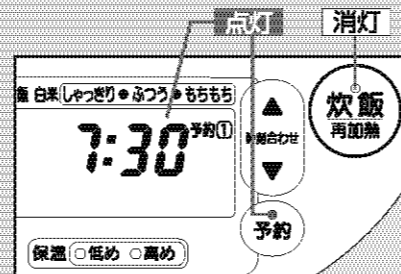 点灯 消灯
飯 白米 しゃっきり ふつう もちもち
7:30 予約①
時刻合わせ
炊飯
再加熱
予約
保温 低め 高め